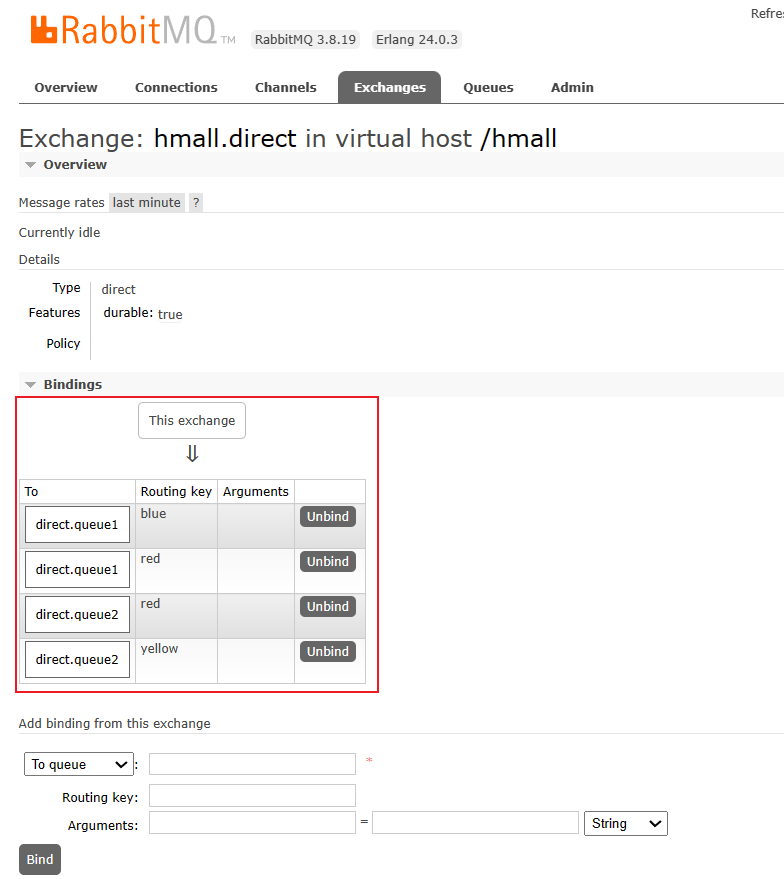 Refre
RabbitMQ TM RabbitMQ 3.8.19 Erlang 24.0.3
Overview Connections Channels Exchanges Queues Admin
Exchange: hmall.direct in virtual host /hmall
Overview
Message rates last minute ?
Currently idle
Details
Type direct
Features durable: true
Policy
Bindings
This exchange
⇓
To Routing key Arguments
direct.queue1 blue Unbind
direct.queue1 red Unbind
direct.queue2 red Unbind
direct.queue2 yellow Unbind
Add binding from this exchange
To queue : *
Routing key:
Arguments: = String
Bind